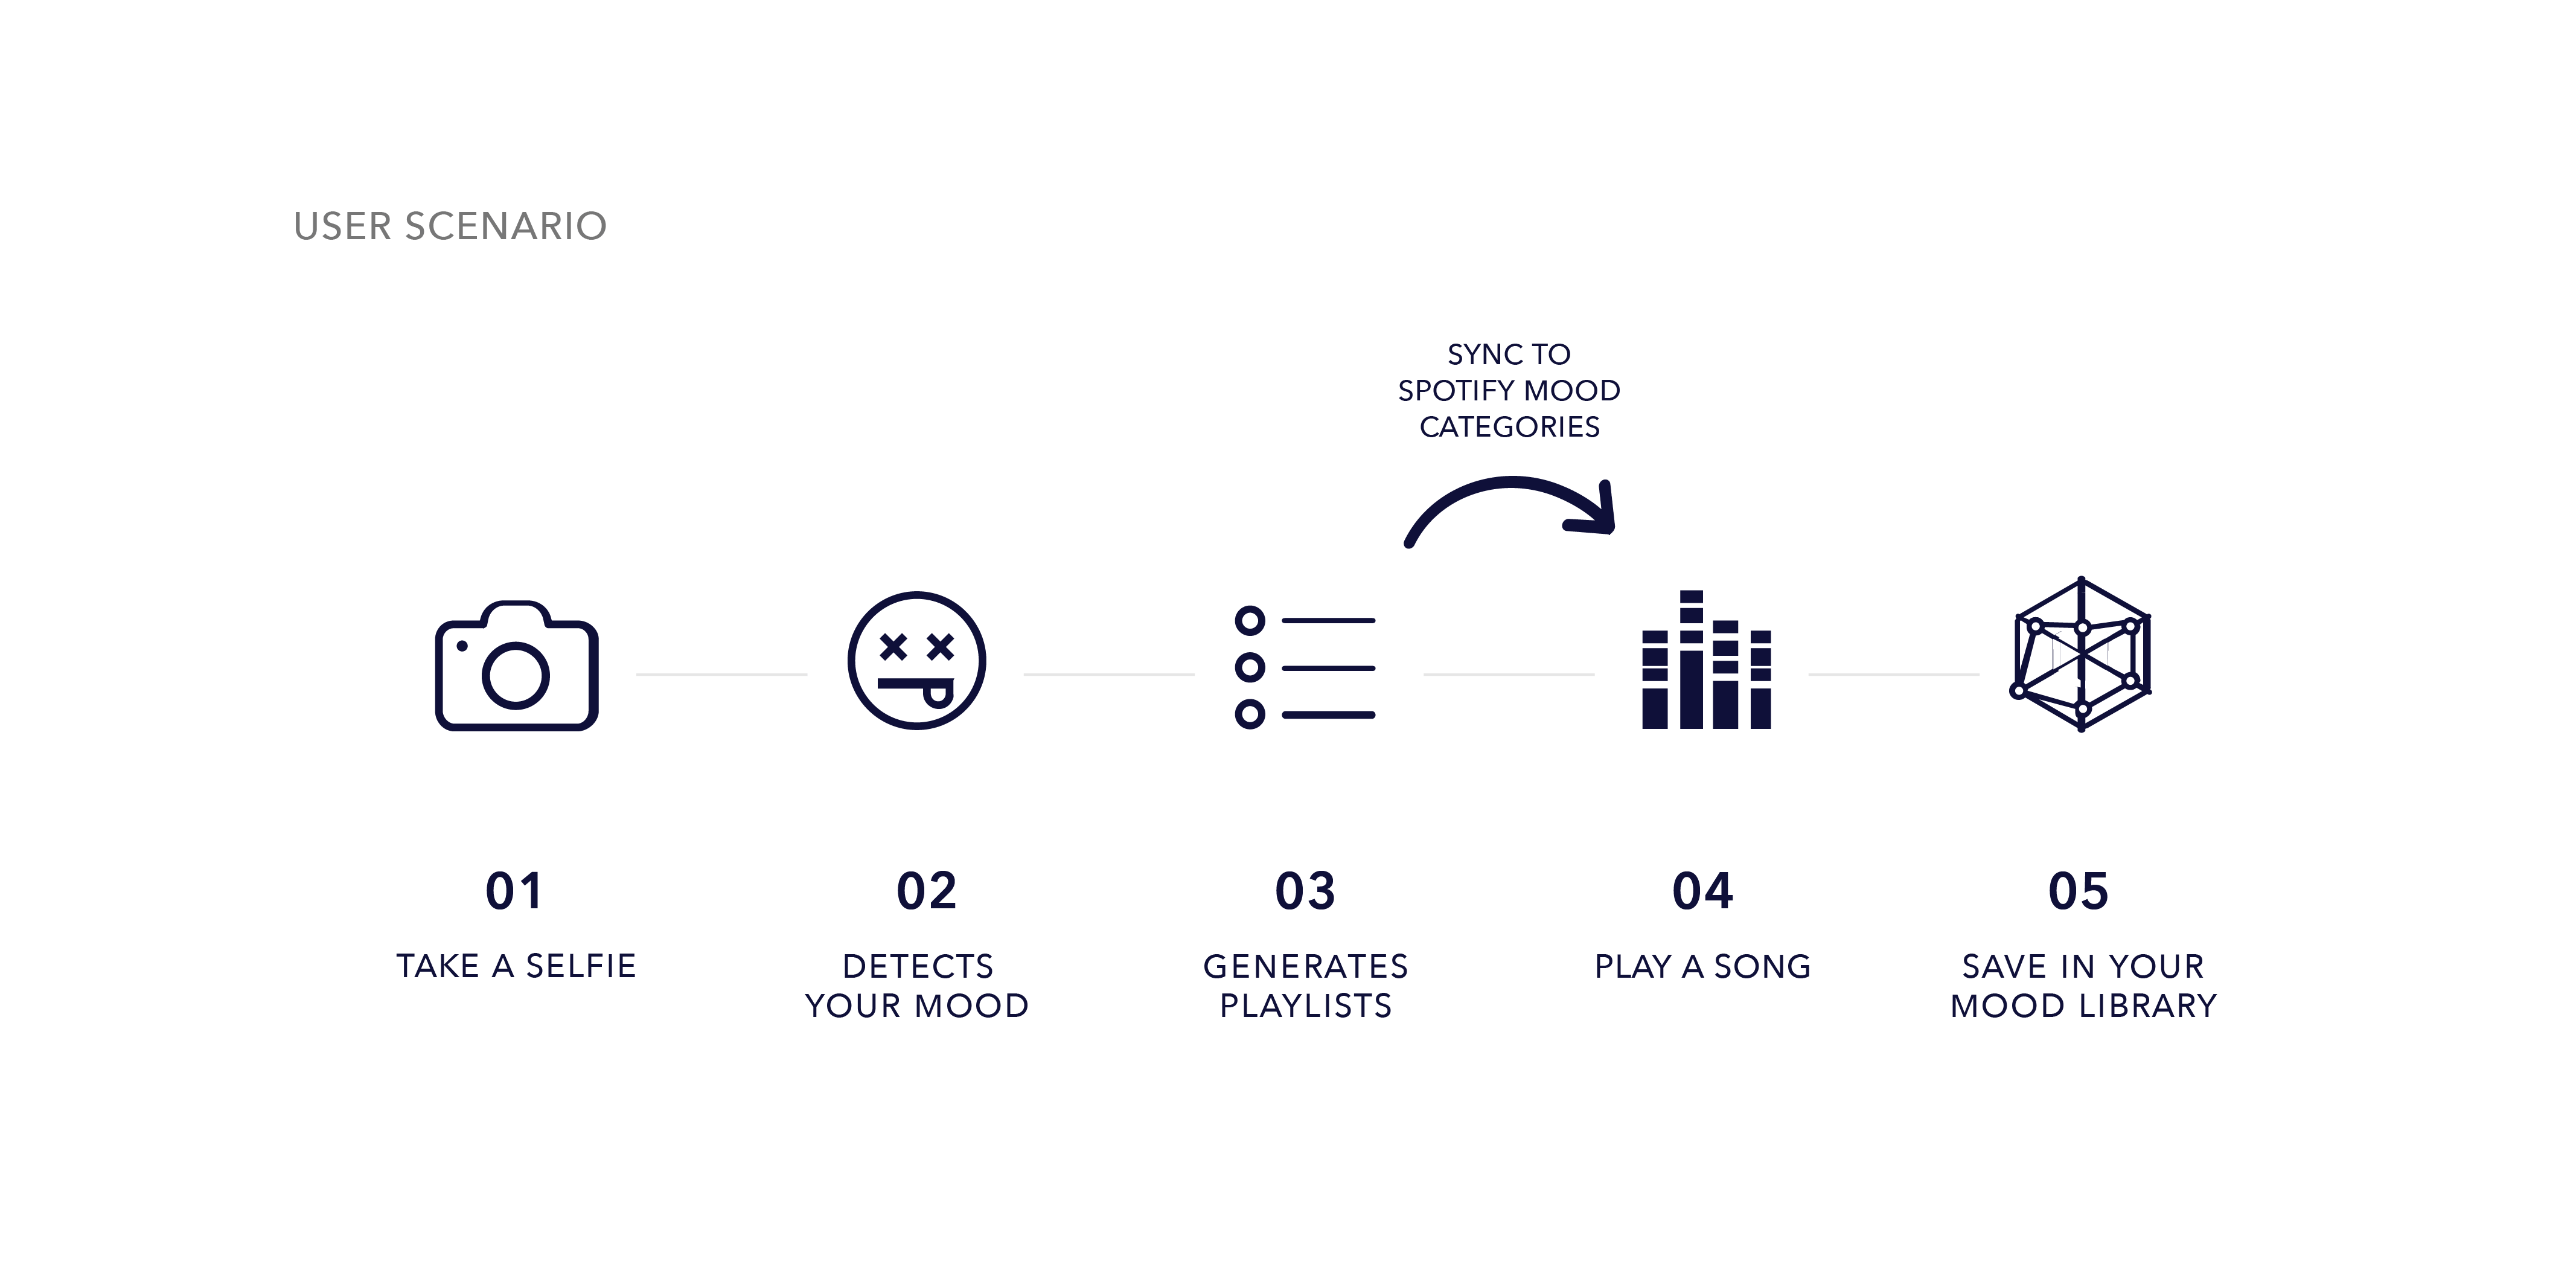 USER SCENARIO
SYNC TO
SPOTIFY MOOD
CATEGORIES
01
TAKE A SELFIE
02
DETECTS
YOUR MOOD
03
GENERATES
PLAYLISTS
04
PLAY A SONG
05
SAVE IN YOUR
MOOD LIBRARY